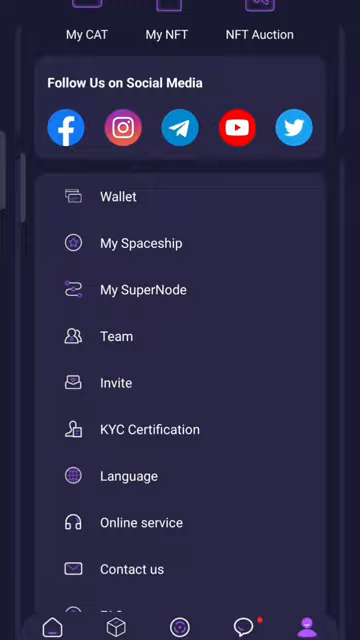 My CAT
My NFT
NFT Auction
Follow Us on Social Media
Wallet
My Spaceship
My SuperNode
Team
Invite
KYC Certification
Language
Online service
Contact us